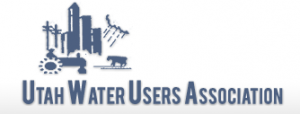 UTAH WATER USERS ASSOCIATION